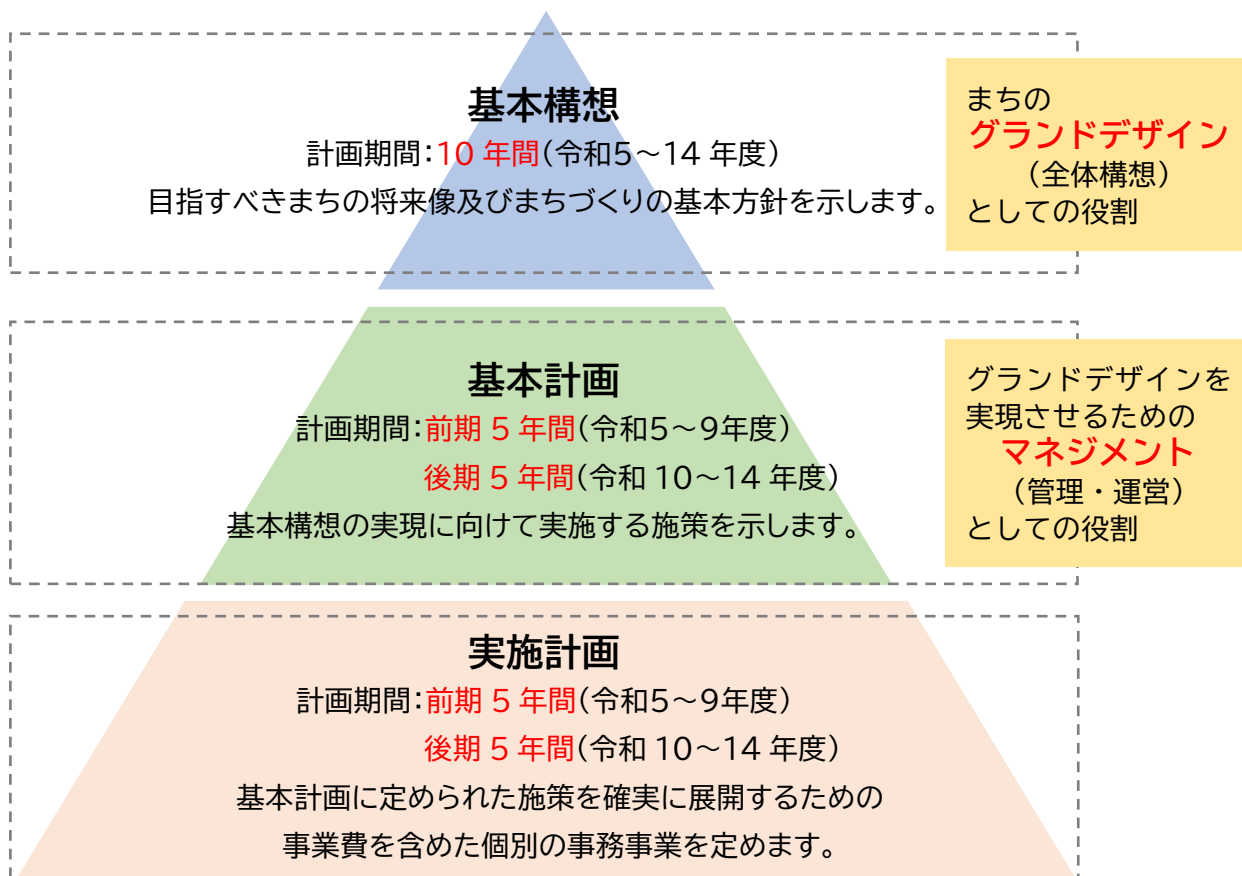 基本構想
計画期間:10 年間(令和5～14 年度)
目指すべきまちの将来像及びまちづくりの基本方針を示します。
まちの
グランドデザイン
（全体構想）
としての役割
基本計画
計画期間:前期 5 年間(令和5～9年度)
後期 5 年間(令和 10～14 年度)
基本構想の実現に向けて実施する施策を示します。
グランドデザインを
実現させるための
マネジメント
（管理・運営）
としての役割
実施計画
計画期間:前期 5 年間(令和5～9年度)
後期 5 年間(令和 10～14 年度)
基本計画に定められた施策を確実に展開するための
事業費を含めた個別の事務事業を定めます。